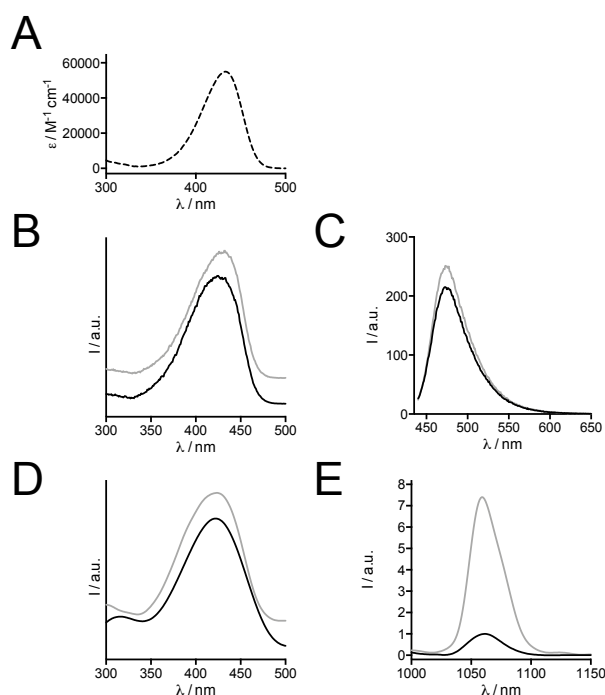 A
ε / M-1 cm-1
60000
40000
20000
0
300 400 500
λ / nm
B
I / a.u.
300 350 400 450 500
λ / nm
C
I / a.u.
300
200
100
0
450 500 550 600 650
λ / nm
D
I / a.u.
300 350 400 450 500
λ / nm
E
I / a.u.
8
7
6
5
4
3
2
1
0
1000 1050 1100 1150
λ / nm